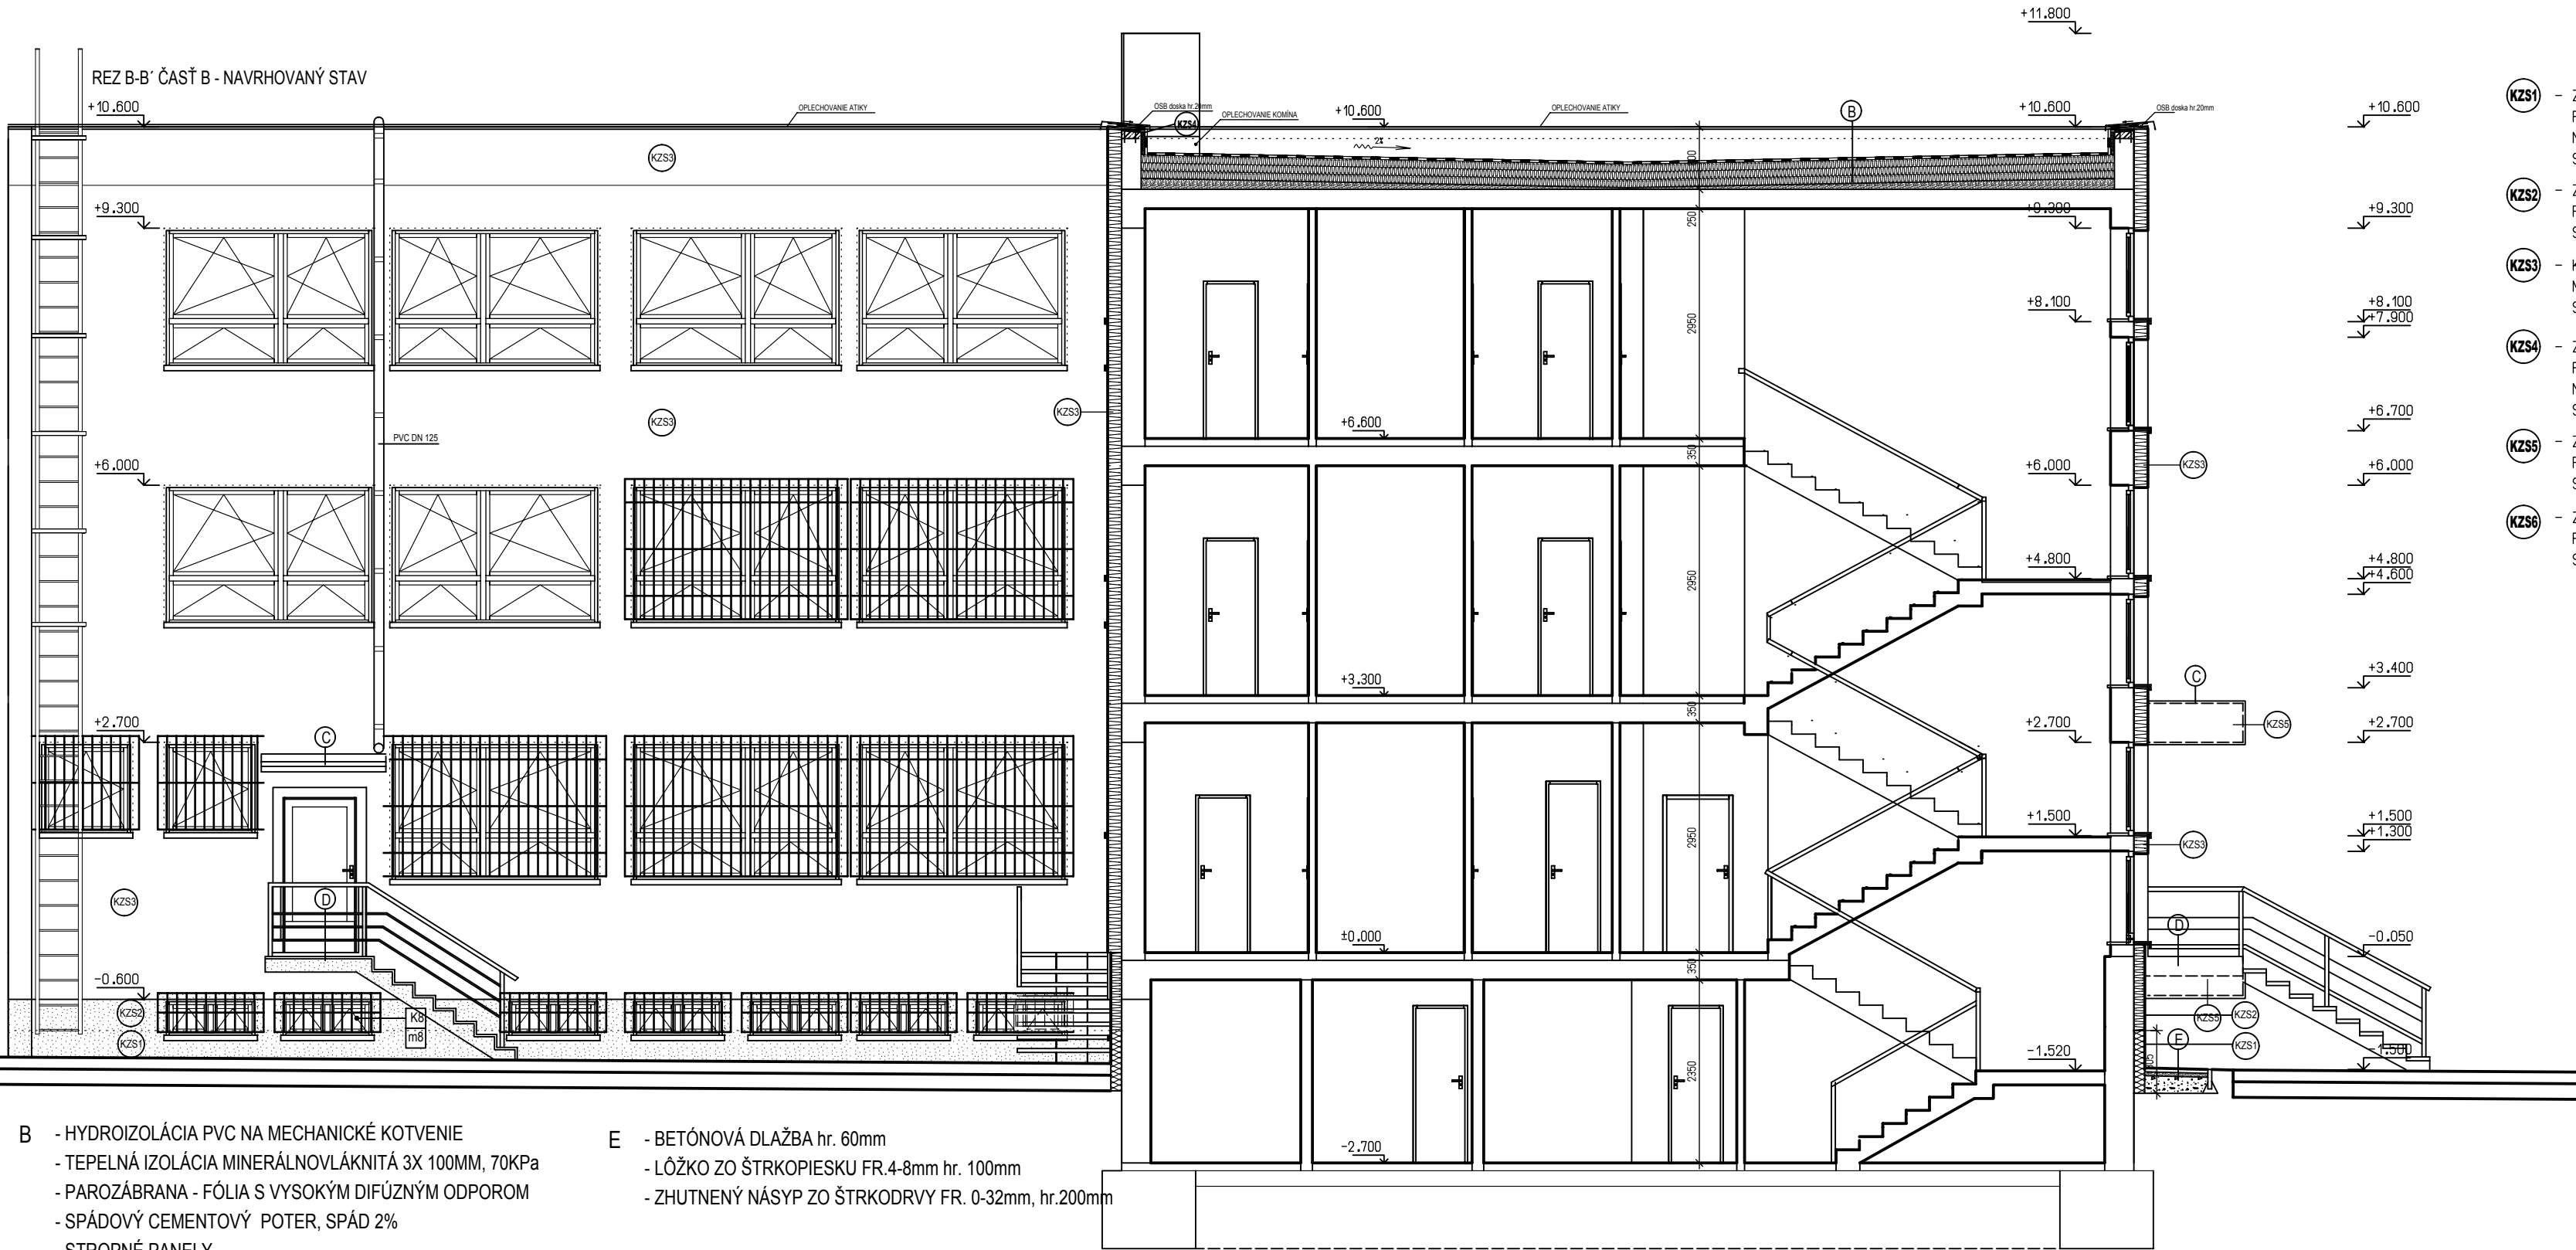 REZ B-B´ ČASŤ B - NAVRHOVANÝ STAV
+11.800
+10.600
OPLECHOVANIE ATIKY
OSB doska hr.20mm
KZS4
OPLECHOVANIE KOMÍNA
+10.600
OPLECHOVANIE ATIKY
B
+10.600
OSB doska hr.20mm
+10.600
2%
KZS3
+9.300
250
+9.300
+9.300
2950
+8.100
+8.100
+7.900
KZS3
KZS3
PVC DN 125
+6.600
+6.700
350
+6.000
+6.000
KZS3
+6.000
2950
+4.800
+4.800
+4.600
+3.300
+3.400
C
350
+2.700
C
+2.700
KZS5
+2.700
2950
+1.500
+1.500
+1.300
KZS3
KZS3
D
±0.000
D
-0.050
350
-0.600
KZS2
K8
m8
KZS1
KZS5
KZS2
E
KZS1
-1.520
-1.500
2350
-2.700
KZS1 -
KZS2 -
KZS3 -
KZS4 -
KZS5 -
KZS6 -
B - HYDROIZOLÁCIA PVC NA MECHANICKÉ KOTVENIE
- TEPELNÁ IZOLÁCIA MINERÁLNOVLÁKNITÁ 3X 100MM, 70KPa
- PAROZÁBRANA - FÓLIA S VYSOKÝM DIFÚZNYM ODPOROM
- SPÁDOVÝ CEMENTOVÝ POTER, SPÁD 2%
- STROPNÉ PANELY
E - BETÓNOVÁ DLAŽBA hr. 60mm
- LÔŽKO ZO ŠTRKOPIESKU FR.4-8mm hr. 100mm
- ZHUTNENÝ NÁSYP ZO ŠTRKODRVY FR. 0-32mm, hr.200mm